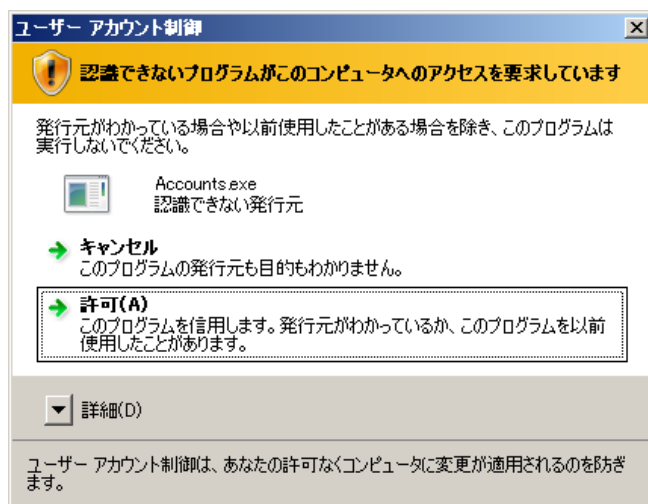 ユーザー アカウント制御
認識できないプログラムがこのコンピュータへのアクセスを要求しています
発行元がわかっている場合や以前使用したことがある場合を除き、このプログラムは
実行しないでください。
Accounts.exe
認識できない発行元
キャンセル
このプログラムの発行元も目的もわかりません。
許可(A)
このプログラムを信用します。発行元がわかっているか、このプログラムを以前
使用したことがあります。
詳細(D)
ユーザー アカウント制御は、あなたの許可なくコンピュータに変更が適用されるのを防ぎ
ます。